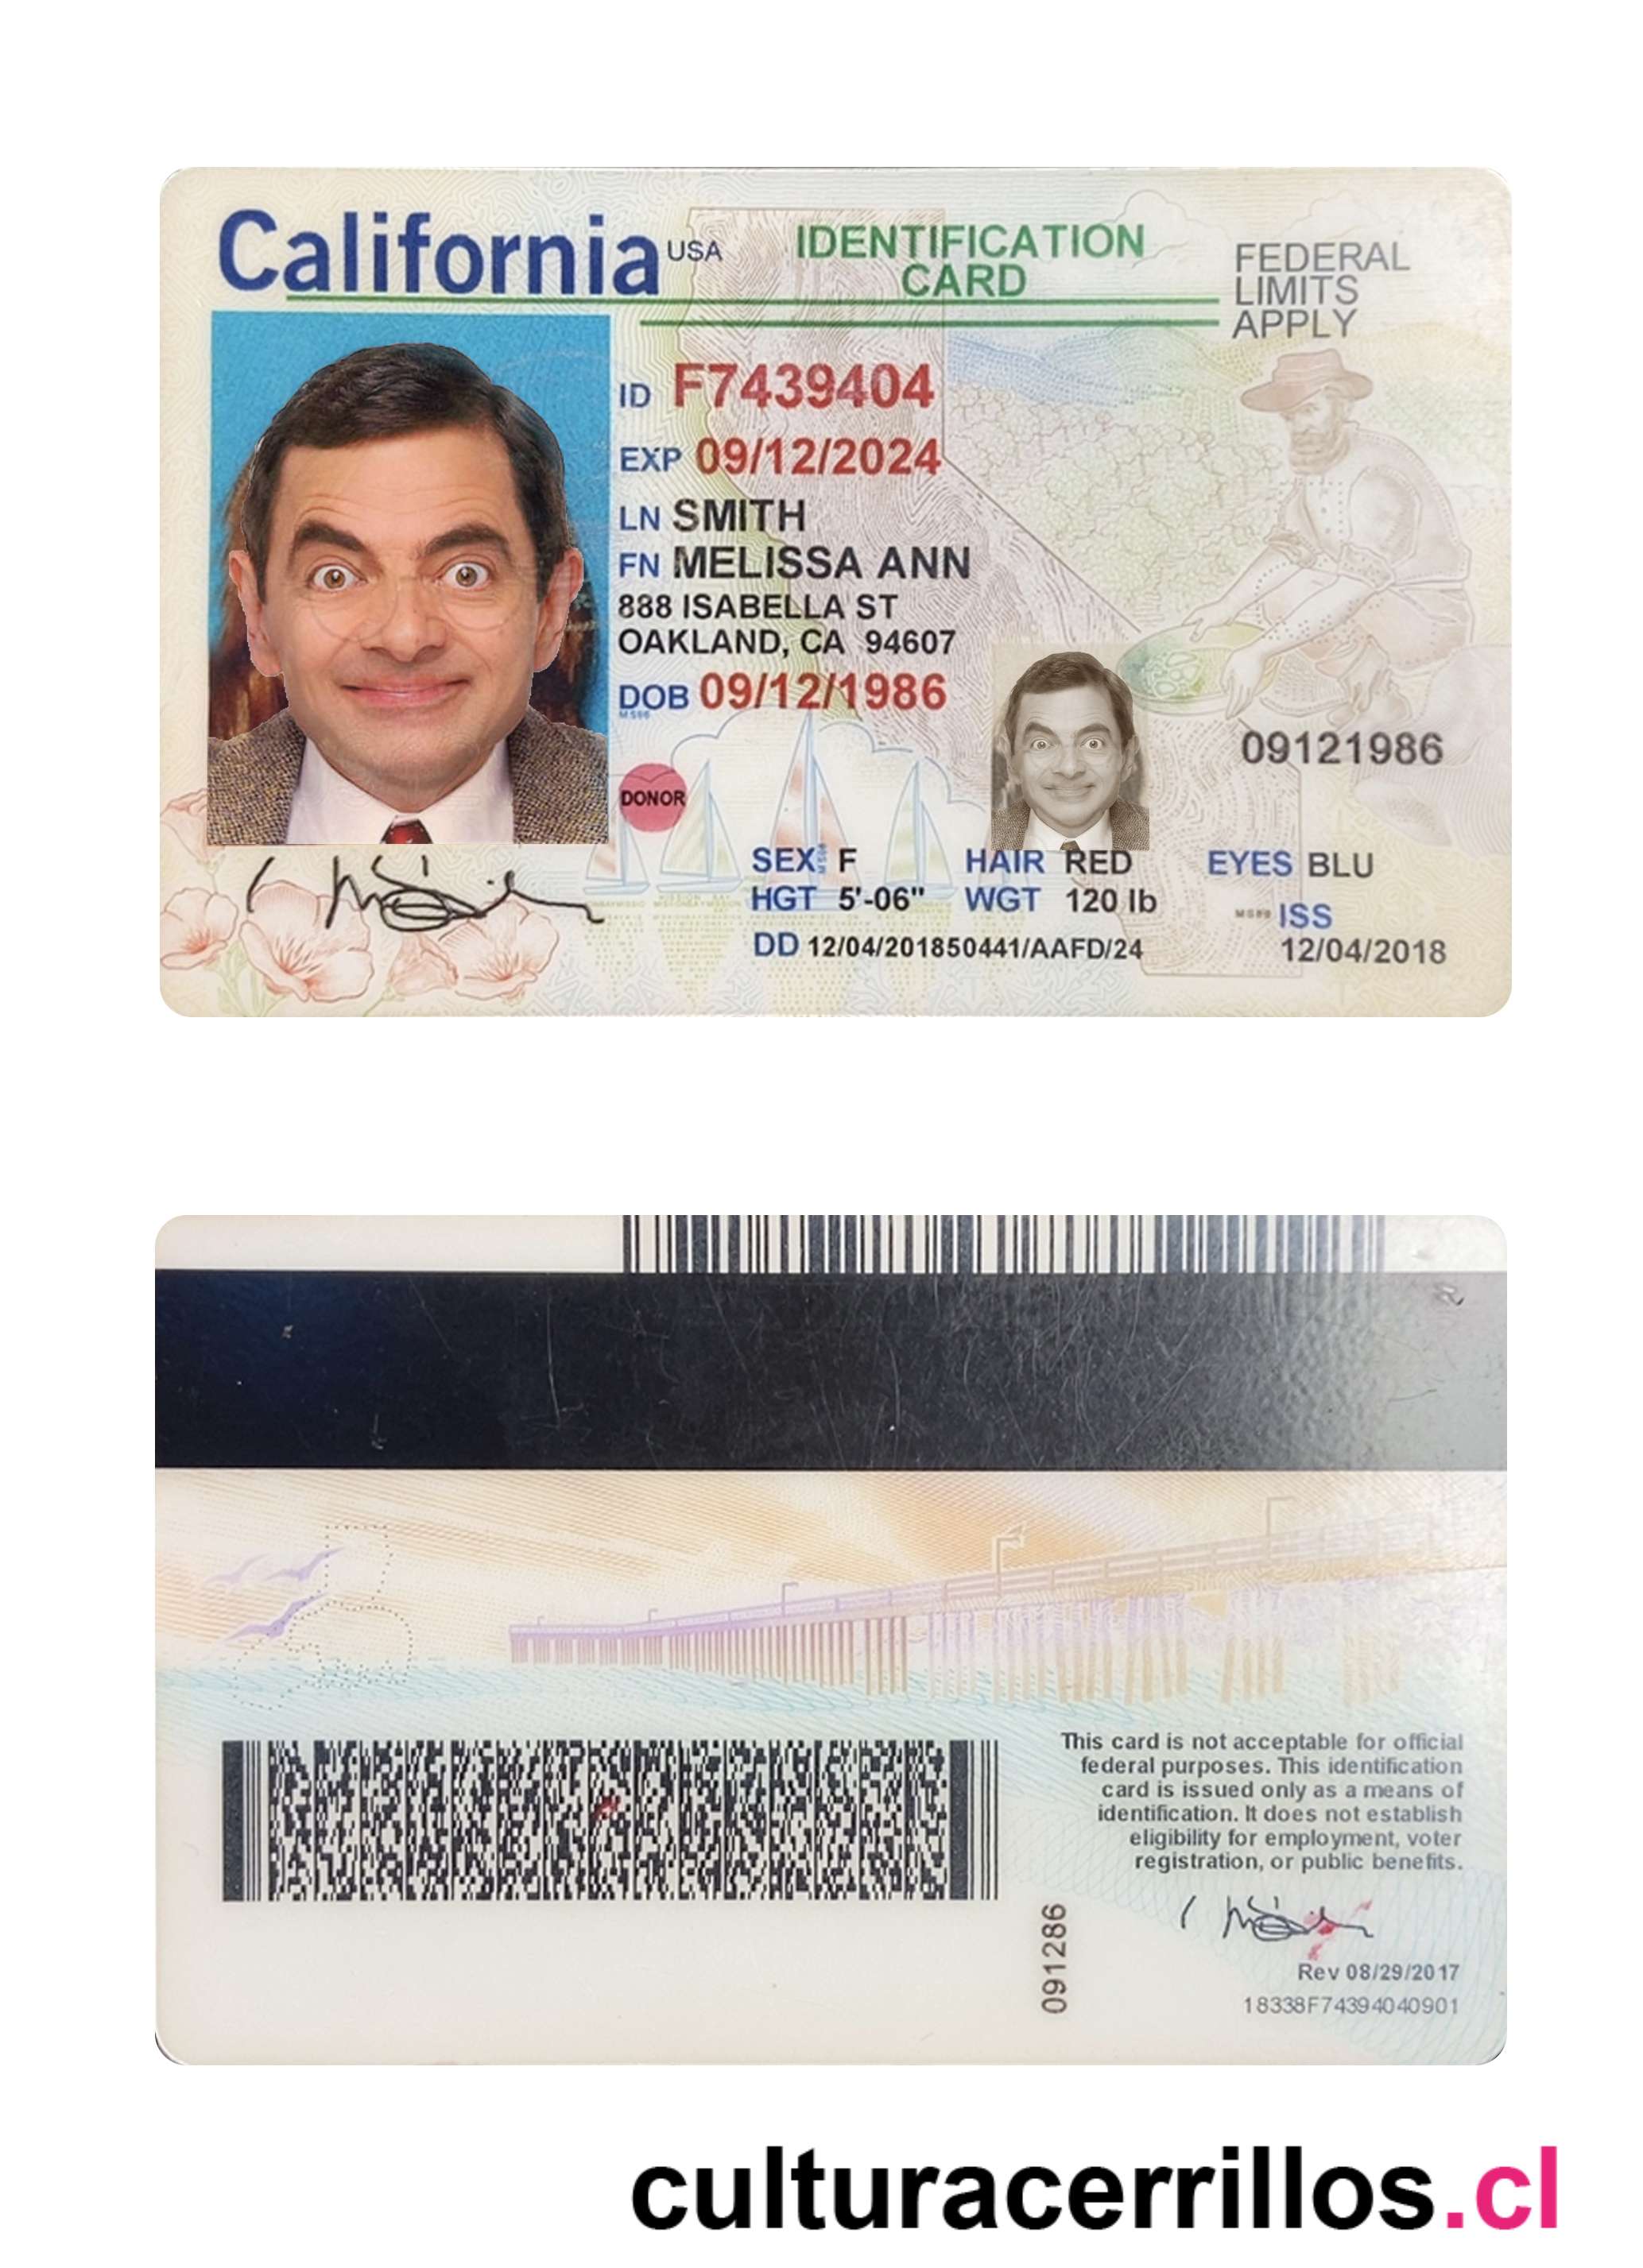 California USA IDENTIFICATION CARD FEDERAL LIMITS APPLY
ID F7439404
EXP 09/12/2024
LN SMITH
FN MELISSA ANN
888 ISABELLA ST
OAKLAND, CA 94607
DOB 09/12/1986
09121986
DONOR
SEX F HAIR RED EYES BLU
HGT 5'-06" WGT 120 lb ISS
DD 12/04/201850441/AAFD/24 12/04/2018
This card is not acceptable for official
federal purposes. This identification
card is issued only as a means of
identification. It does not establish
eligibility for employment, voter
registration, or public benefits.
091286
Rev 08/29/2017
18338F74394040901
culturacerrillos.cl